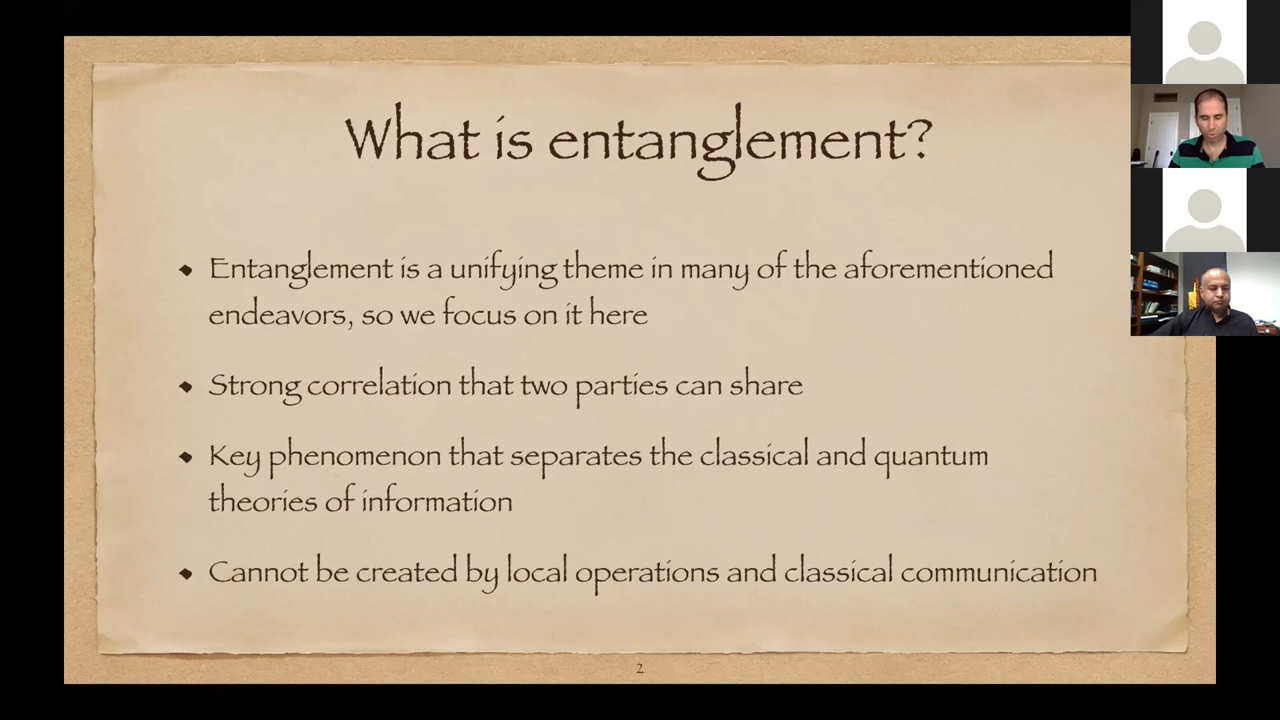 What is entanglement?
Entanglement is a unifying theme in many of the aforementioned
endeavors, so we focus on it here
Strong correlation that two parties can share
Key phenomenon that separates the classical and quantum
theories of information
Cannot be created by local operations and classical communication
2